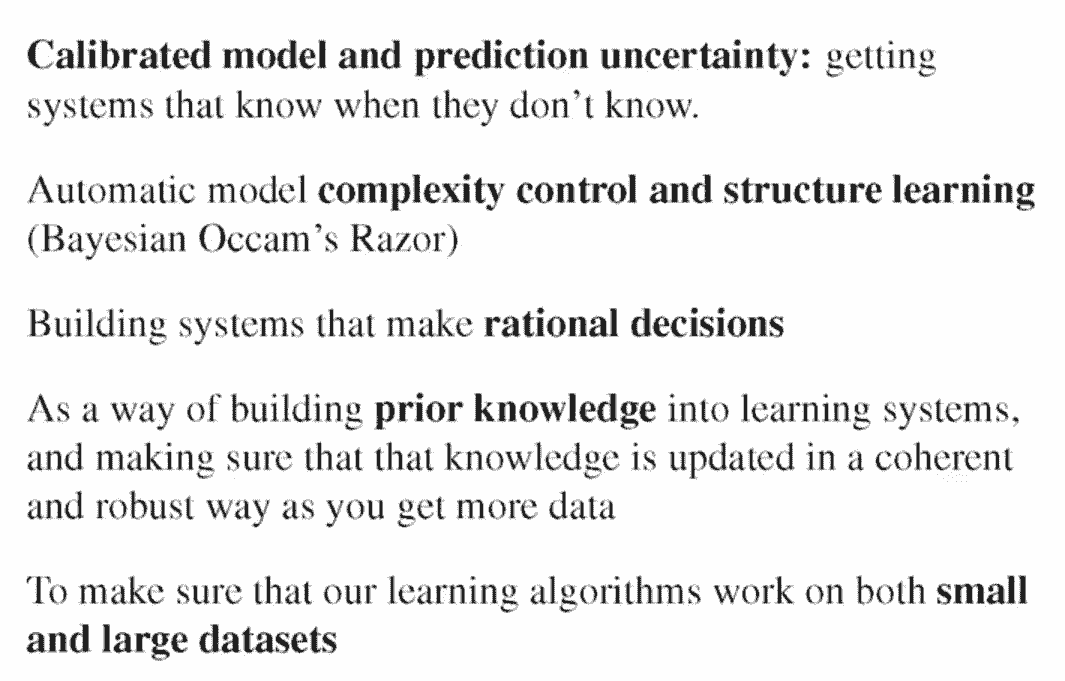 Calibrated model and prediction uncertainty: getting
systems that know when they don't know.
Automatic model complexity control and structure learning
(Bayesian Occam's Razor)
Building systems that make rational decisions
As a way of building prior knowledge into learning systems,
and making sure that that knowledge is updated in a coherent
and robust way as you get more data
To make sure that our learning algorithms work on both small
and large datasets